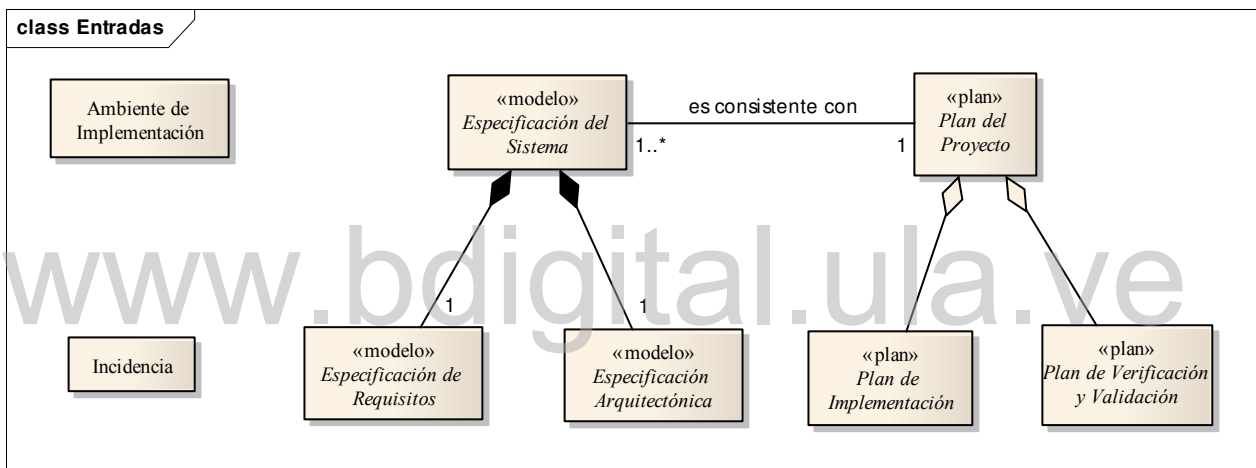 class Entradas
Ambiente de
Implementación
«modelo»
Especificación del
Sistema
es consistente con
1..*
1
«plan»
Plan del
Proyecto
www.bdigital.ula.ve
1
1
Incidencia
«modelo»
Especificación de
Requisitos
«modelo»
Especificación
Arquitectónica
«plan»
Plan de
Implementación
«plan»
Plan de Verificación
y Validación